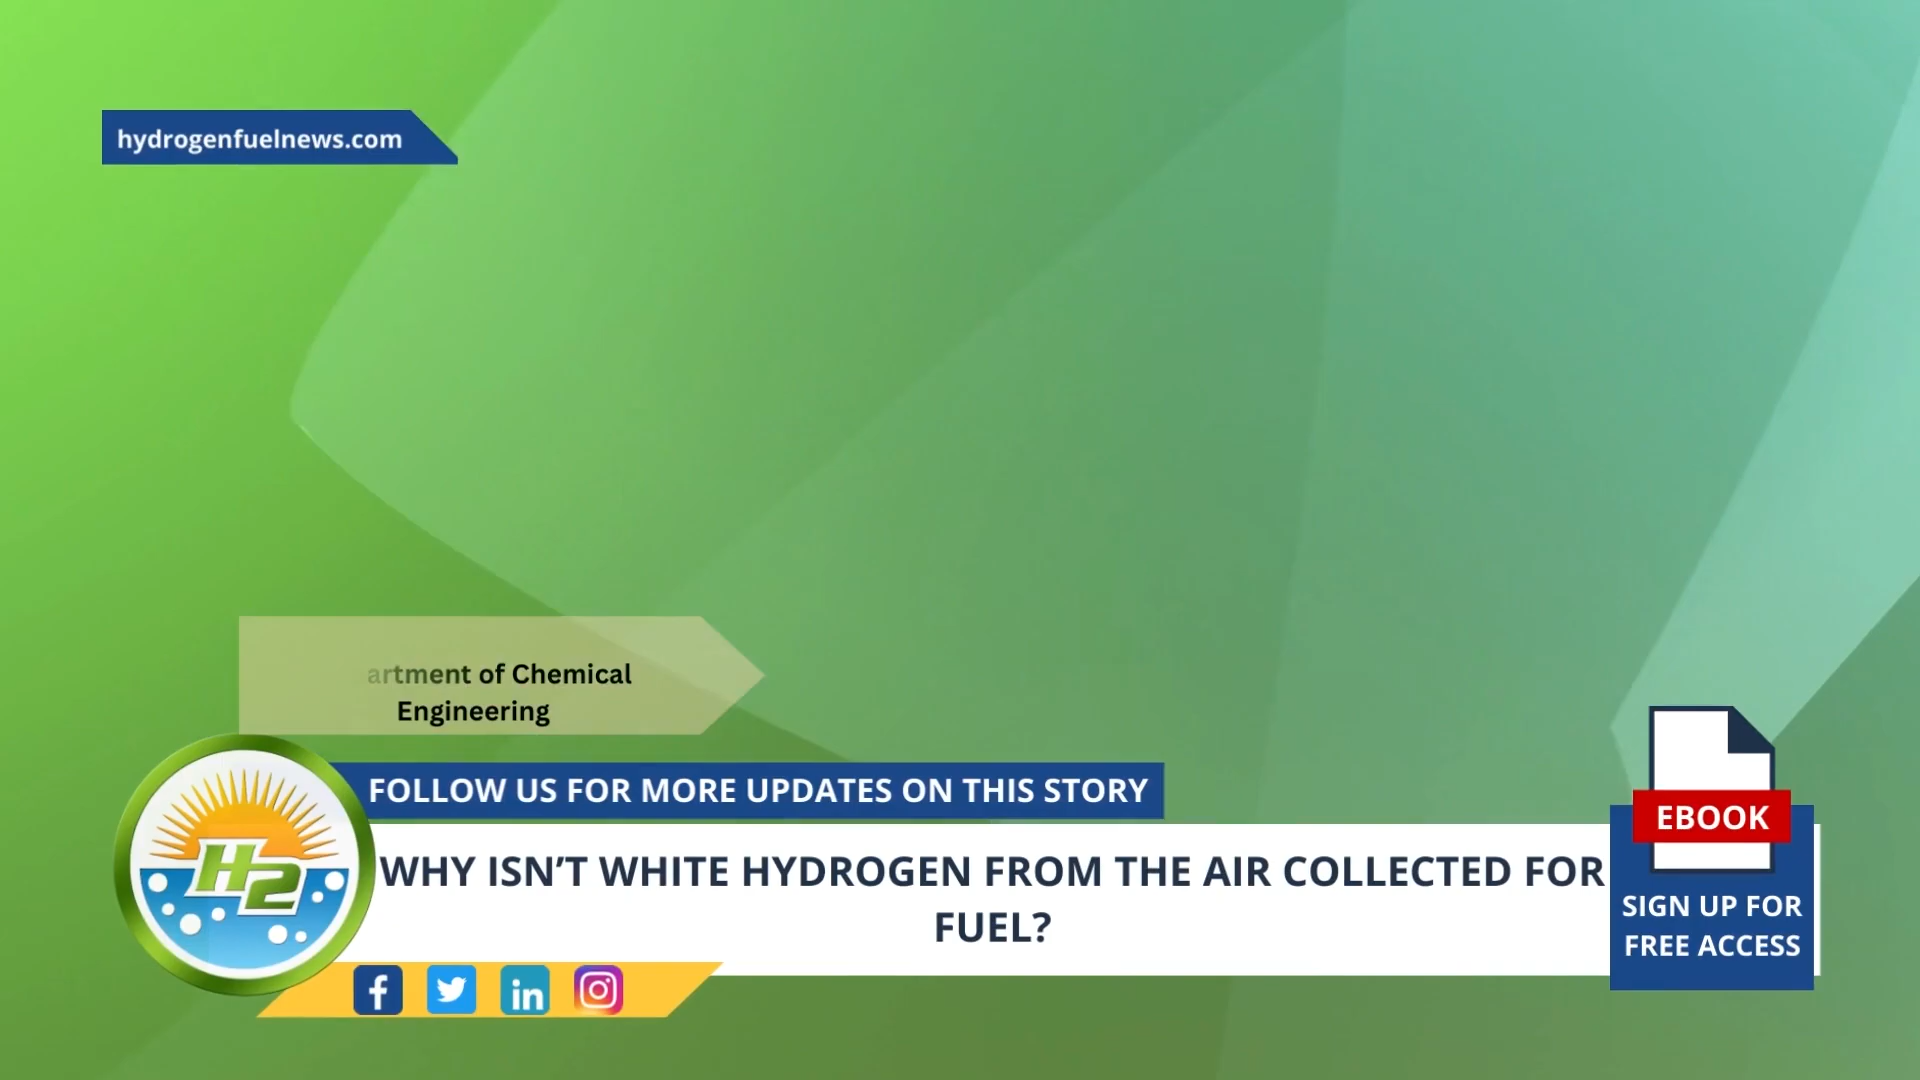 hydrogenfuelnews.com
artment of Chemical
Engineering
FOLLOW US FOR MORE UPDATES ON THIS STORY
H2
WHY ISN’T WHITE HYDROGEN FROM THE AIR COLLECTED FOR
FUEL?
EBOOK
SIGN UP FOR
FREE ACCESS